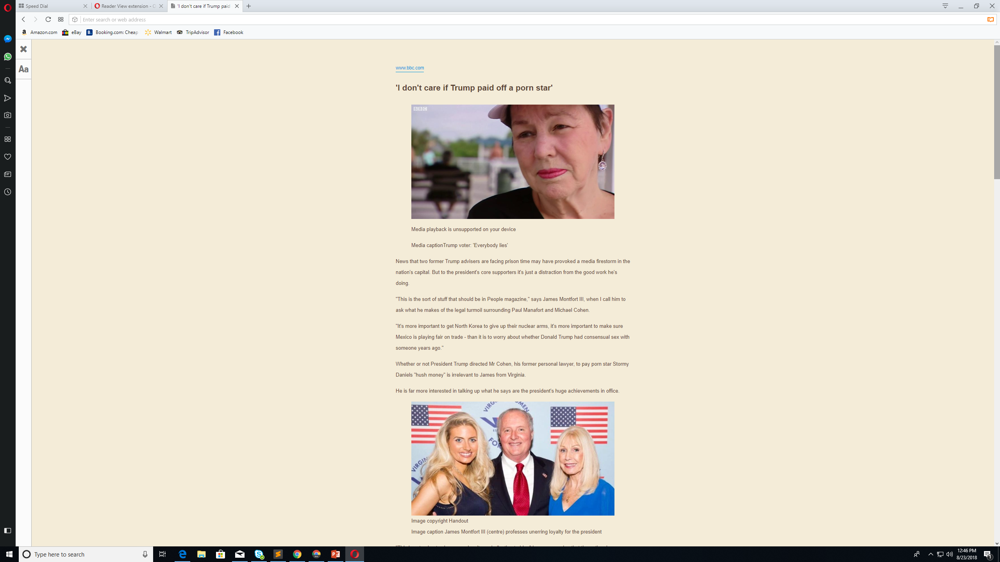 Speed Dial
Reader View extension - O
'I don't care if Trump paid
Enter search or web address
Amazon.com
eBay
Booking.com: Cheap
Walmart
TripAdvisor
Facebook
Aa
www.bbc.com
'I don't care if Trump paid off a porn star'
BBC
Media playback is unsupported on your device
Media captionTrump voter: 'Everybody lies'
News that two former Trump advisers are facing prison time may have provoked a media firestorm in the
nation's capital. But to the president's core supporters it's just a distraction from the good work he's
doing.
"This is the sort of stuff that should be in People magazine," says James Montfort III, when I call him to
ask what he makes of the legal turmoil surrounding Paul Manafort and Michael Cohen.
"It's more important to get North Korea to give up their nuclear arms, it's more important to make sure
Mexico is playing fair on trade - than it is to worry about whether Donald Trump had consensual sex with
someone years ago."
Whether or not President Trump directed Mr Cohen, his former personal lawyer, to pay porn star Stormy
Daniels "hush money" is irrelevant to James from Virginia.
He is far more interested in talking up what he says are the president's huge achievements in office.
Image copyright Handout
Image caption James Montfort III (centre) professes unerring loyalty for the president
Type here to search
12:46 PM
8/23/2018
1